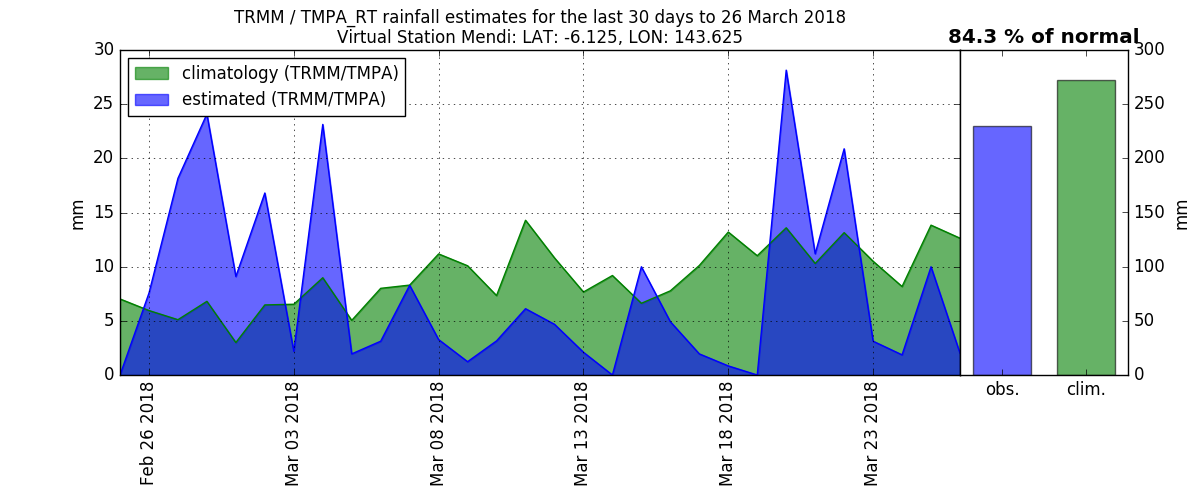 TRMM / TMPA_RT rainfall estimates for the last 30 days to 26 March 2018
Virtual Station Mendi: LAT: -6.125, LON: 143.625
84.3 % of normal
climatology (TRMM/TMPA)
estimated (TRMM/TMPA)
30
25
20
15
10
5
0
mm
Feb 26 2018
Mar 03 2018
Mar 08 2018
Mar 13 2018
Mar 18 2018
Mar 23 2018
obs.
clim.
300
250
200
150
100
50
0
mm